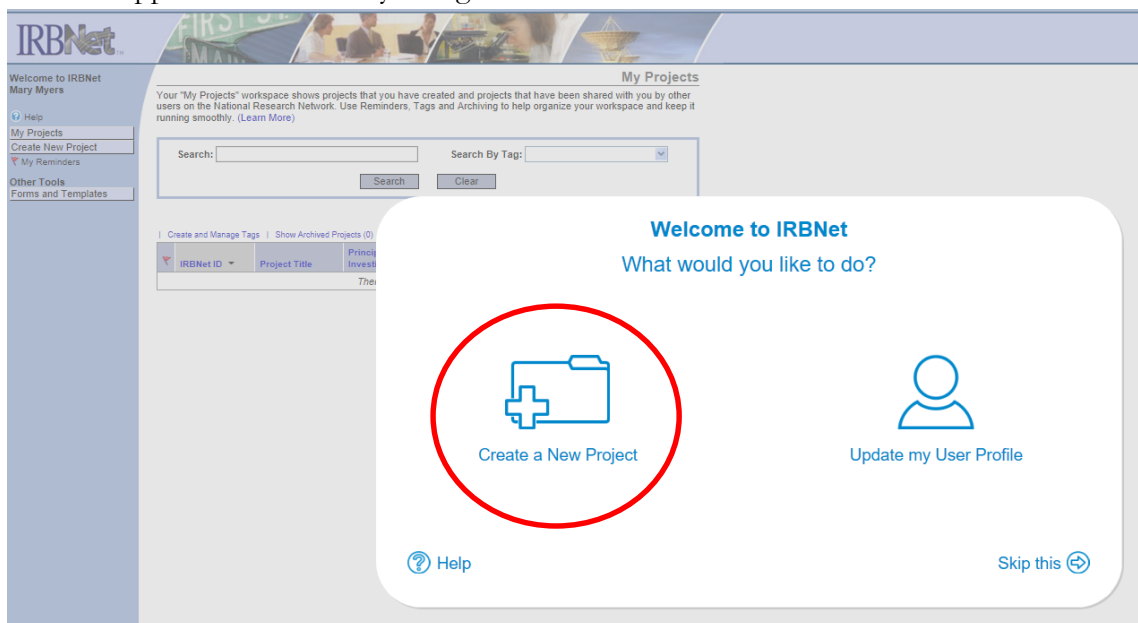 IRBNet
FIRST ST
MAIN
Welcome to IRBNet
Mary Myers
Help
My Projects
Create New Project
My Reminders
Other Tools
Forms and Templates
My Projects
Your "My Projects" workspace shows projects that you have created and projects that have been shared with you by other
users on the National Research Network. Use Reminders, Tags and Archiving to help organize your workspace and keep it
running smoothly. (Learn More)
Search:
Search By Tag:
Search Clear
| Create and Manage Tags | Show Archived Projects (0)
IRBNet ID Project Title
Welcome to IRBNet
What would you like to do?
Create a New Project
Update my User Profile
Help
Skip this